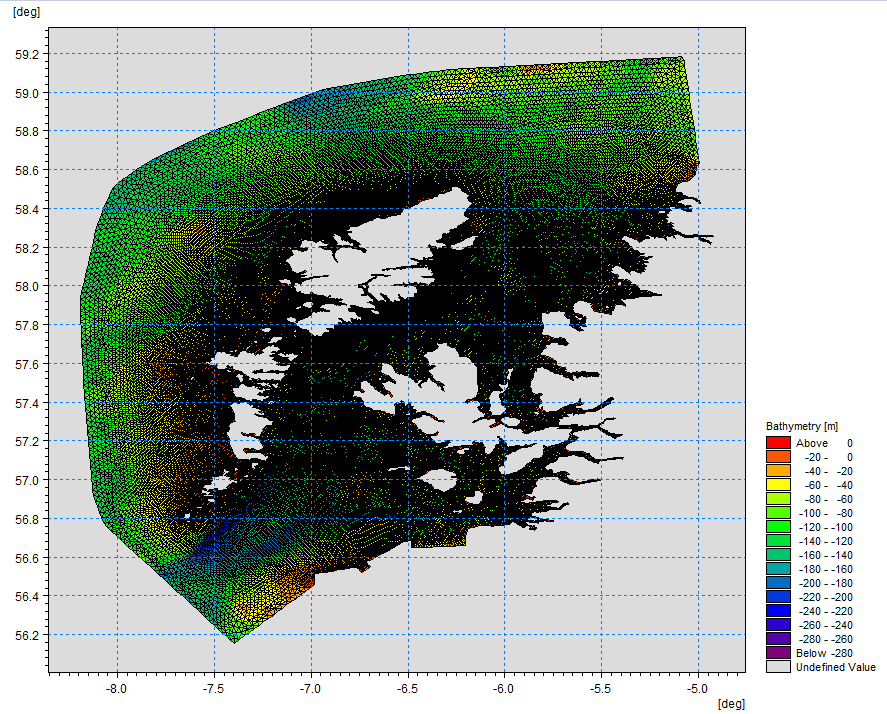 [deg]
59.2
59.0
58.8
58.6
58.4
58.2
58.0
57.8
57.6
57.4
57.2
57.0
56.8
56.6
56.4
56.2
-8.0 -7.5 -7.0 -6.5 -6.0 -5.5 -5.0
[deg]
Bathymetry [m]
Above 0
-20 - 0
-40 - -20
-60 - -40
-80 - -60
-100 - -80
-120 - -100
-140 - -120
-160 - -140
-180 - -160
-200 - -180
-220 - -200
-240 - -220
-260 - -240
-280 - -260
Below -280
Undefined Value